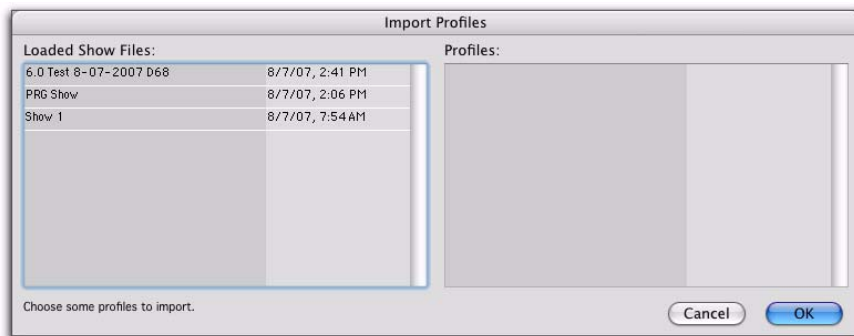 Import Profiles
Loaded Show Files:
Profiles:
6.0 Test 8-07-2007 D68 8/7/07, 2:41 PM
PRG Show 8/7/07, 2:06 PM
Show 1 8/7/07, 7:54 AM
Choose some profiles to import.
Cancel OK